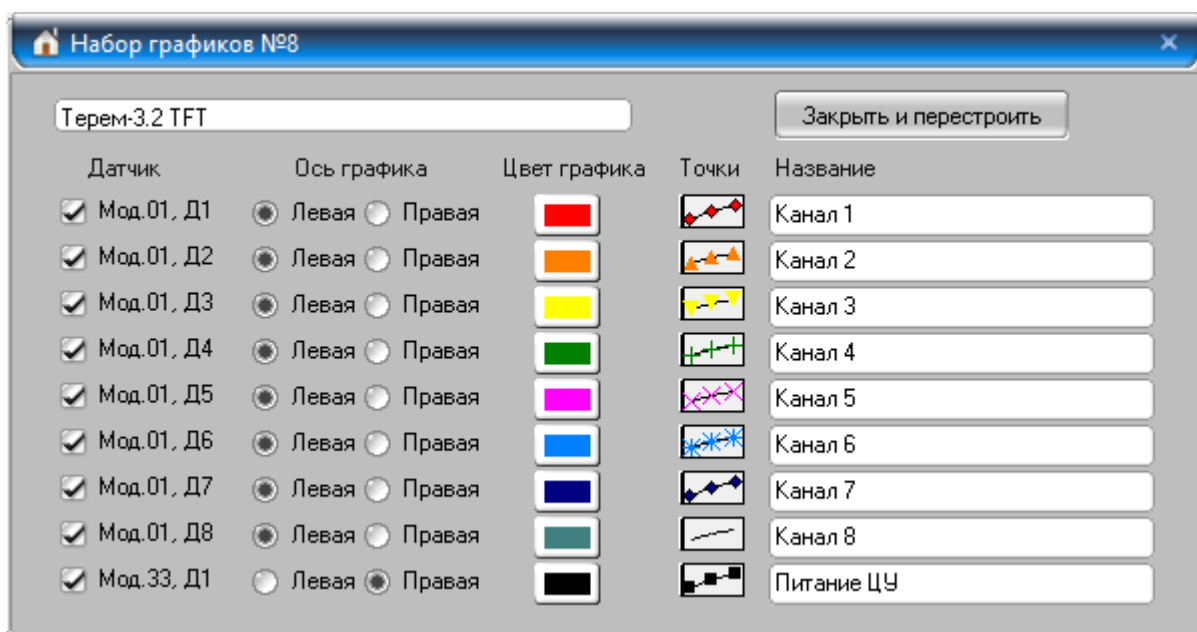 Набор графиков №8
Терем-3.2 TFT Закрыть и перестроить
Датчик Ось графика Цвет графика Точки Название
Мод.01, Д1 Левая Правая Канал 1
Мод.01, Д2 Левая Правая Канал 2
Мод.01, Д3 Левая Правая Канал 3
Мод.01, Д4 Левая Правая Канал 4
Мод.01, Д5 Левая Правая Канал 5
Мод.01, Д6 Левая Правая Канал 6
Мод.01, Д7 Левая Правая Канал 7
Мод.01, Д8 Левая Правая Канал 8
Мод.33, Д1 Левая Правая Питание ЦУ